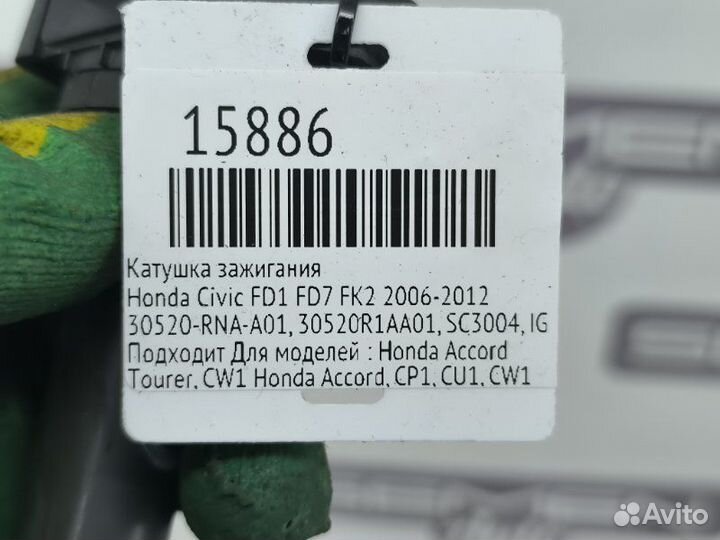 15886
Катушка зажигания
Honda Civic FD1 FD7 FK2 2006-2012
30520-RNA-A01, 30520R1AA01, SC3004, IG
Подходит Для моделей : Honda Accord
Tourer, CW1 Honda Accord, CP1, CU1, CW1
Avito